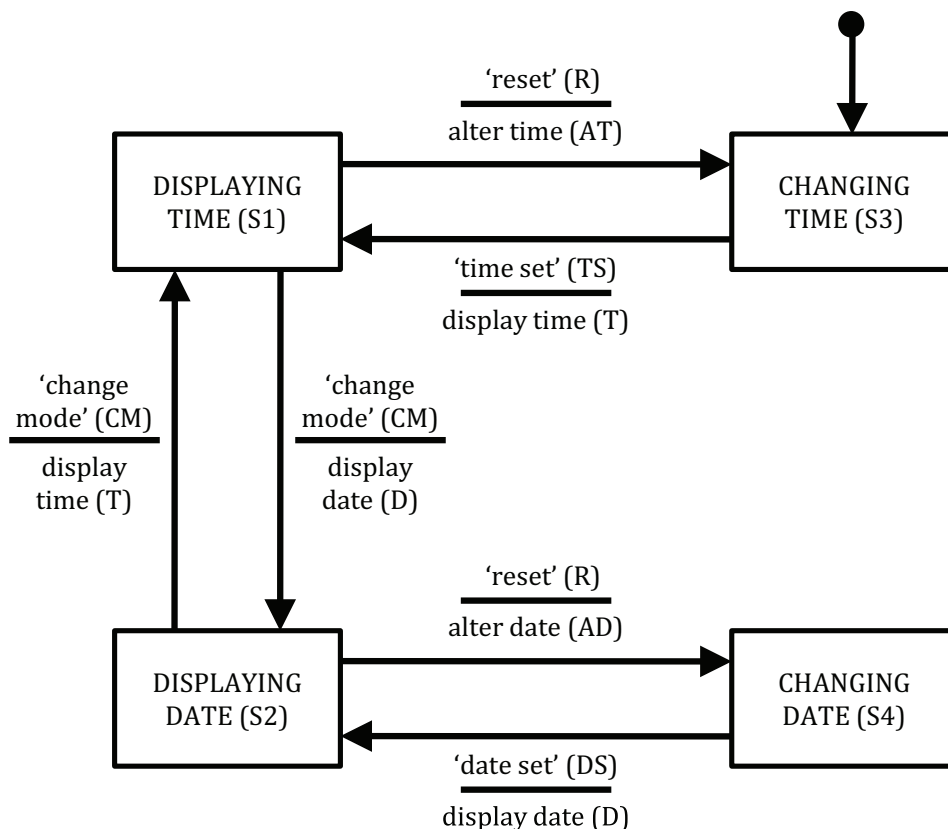 ‘reset’ (R)
alter time (AT)
DISPLAYING
TIME (S1)
CHANGING
TIME (S3)
‘time set’ (TS)
display time (T)
‘change
mode’ (CM)
display
time (T)
‘change
mode’ (CM)
display
date (D)
‘reset’ (R)
alter date (AD)
DISPLAYING
DATE (S2)
CHANGING
DATE (S4)
‘date set’ (DS)
display date (D)